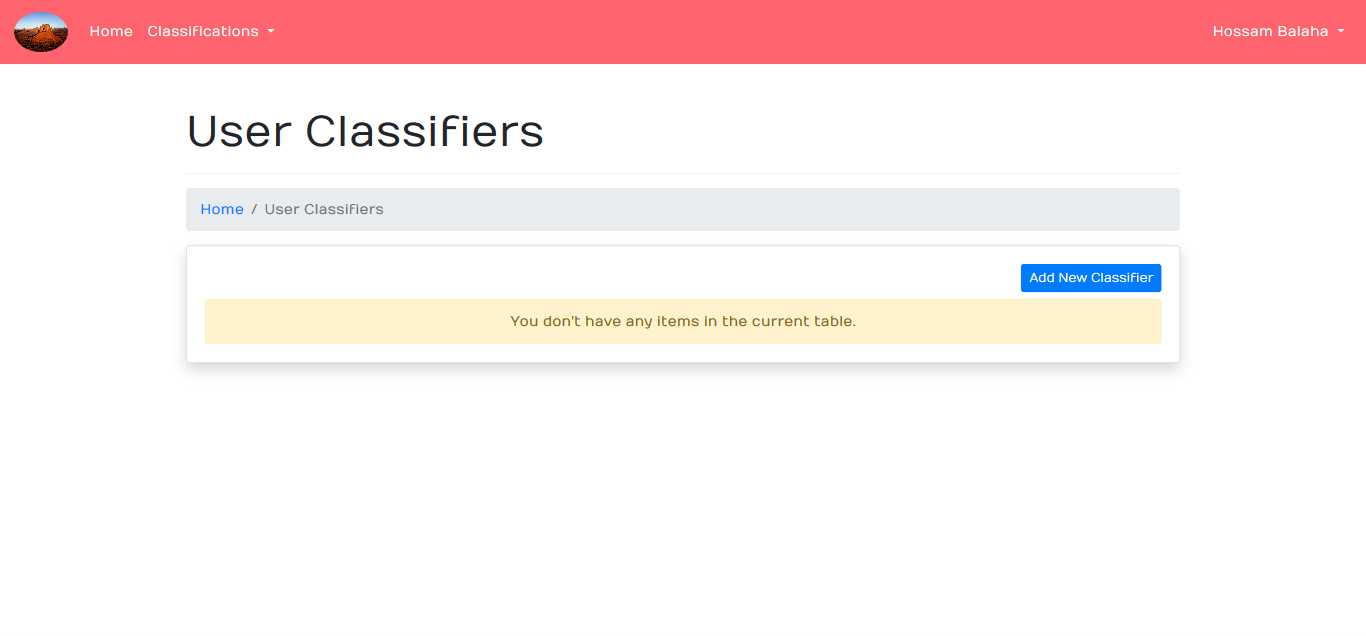 Home Classifications Hossam Balaha
User Classifiers
Home / User Classifiers
Add New Classifier
You don't have any items in the current table.